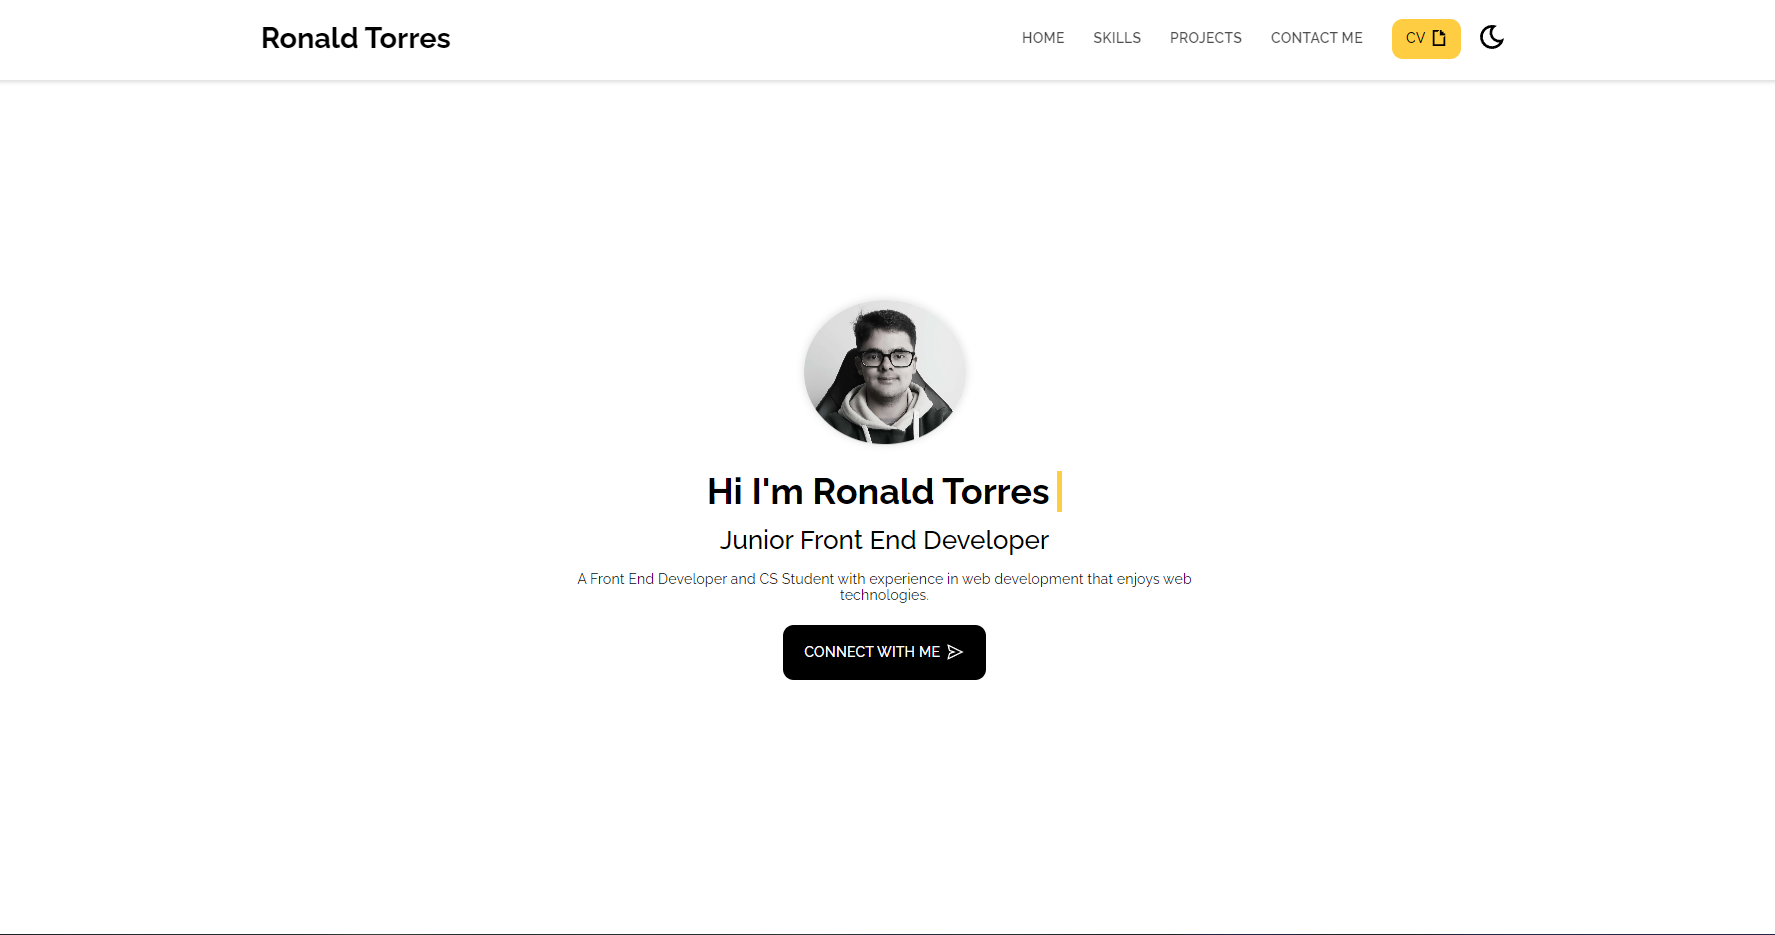 Ronald Torres
HOME SKILLS PROJECTS CONTACT ME CV
Hi I'm Ronald Torres
Junior Front End Developer
A Front End Developer and CS Student with experience in web development that enjoys web
technologies.
CONNECT WITH ME